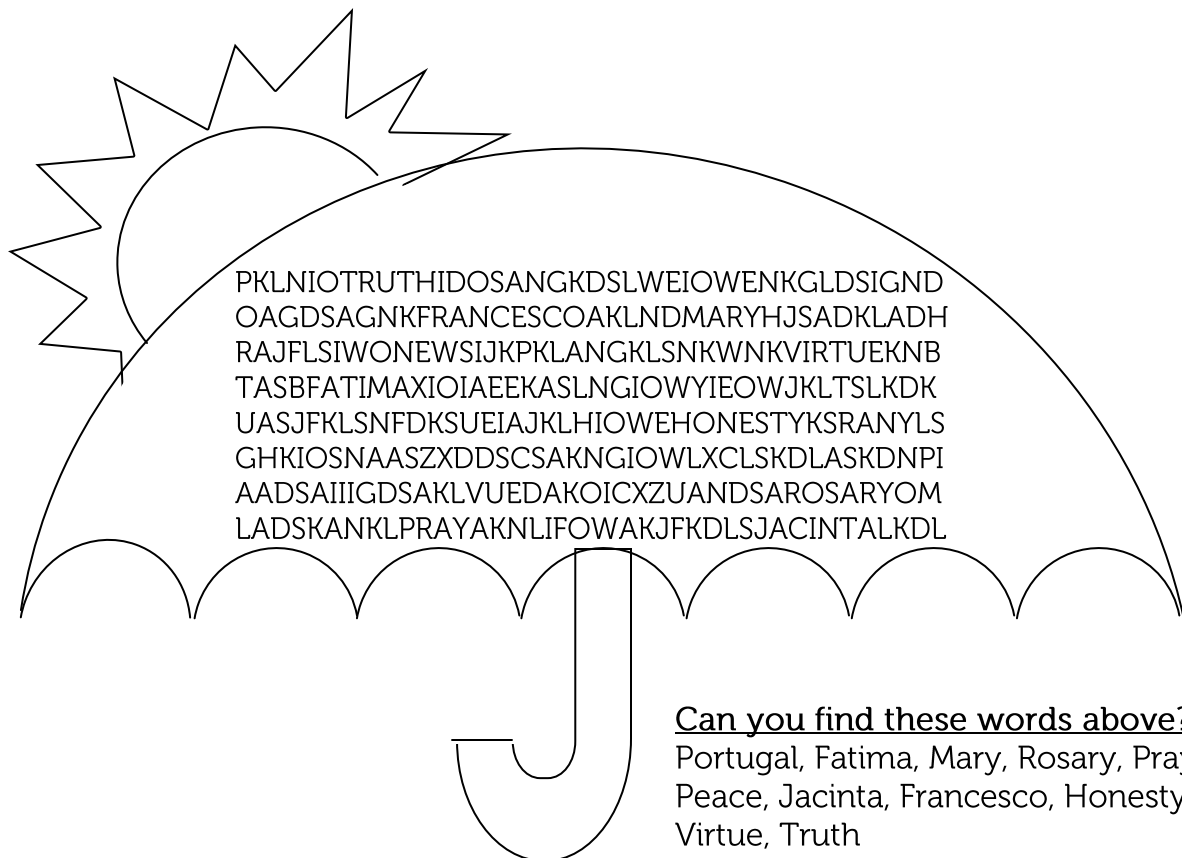 PKLNIOTRUTHIDOSANGKDSLWEIOWENKGLDSIGND
OAGDSAGNKFRANCESCOAKLNDMARYHJSADKLADH
RAJFLSIWONEWSIJKPKLANGKLSNKWNKVIRTUEKNB
TASBFATIMAXIOIAEEKASLNGIOWYIEOWJKLTSLKDK
UASJFKLSNFDKSUEIAJKLHIOWEHONESTYKSRANYLS
GHKIOSNAASZXDDSCSAKNGIOWLXCLSKDLASKDNPI
AADSAIIIGDSAKLVUEDAKOICXZUANDSAROSARYOM
LADSKANKLPRAYAKNLIFOWAKJFKDLSJACINTALKDL
Can you find these words above?
Portugal, Fatima, Mary, Rosary, Pray
Peace, Jacinta, Francesco, Honesty
Virtue, Truth